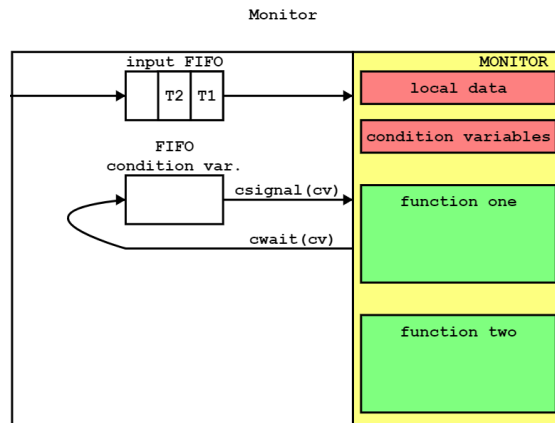 Monitor
input FIFO
MONITOR
T2 T1
local data
condition variables
FIFO
condition var.
csignal(cv)
function one
cwait(cv)
function two